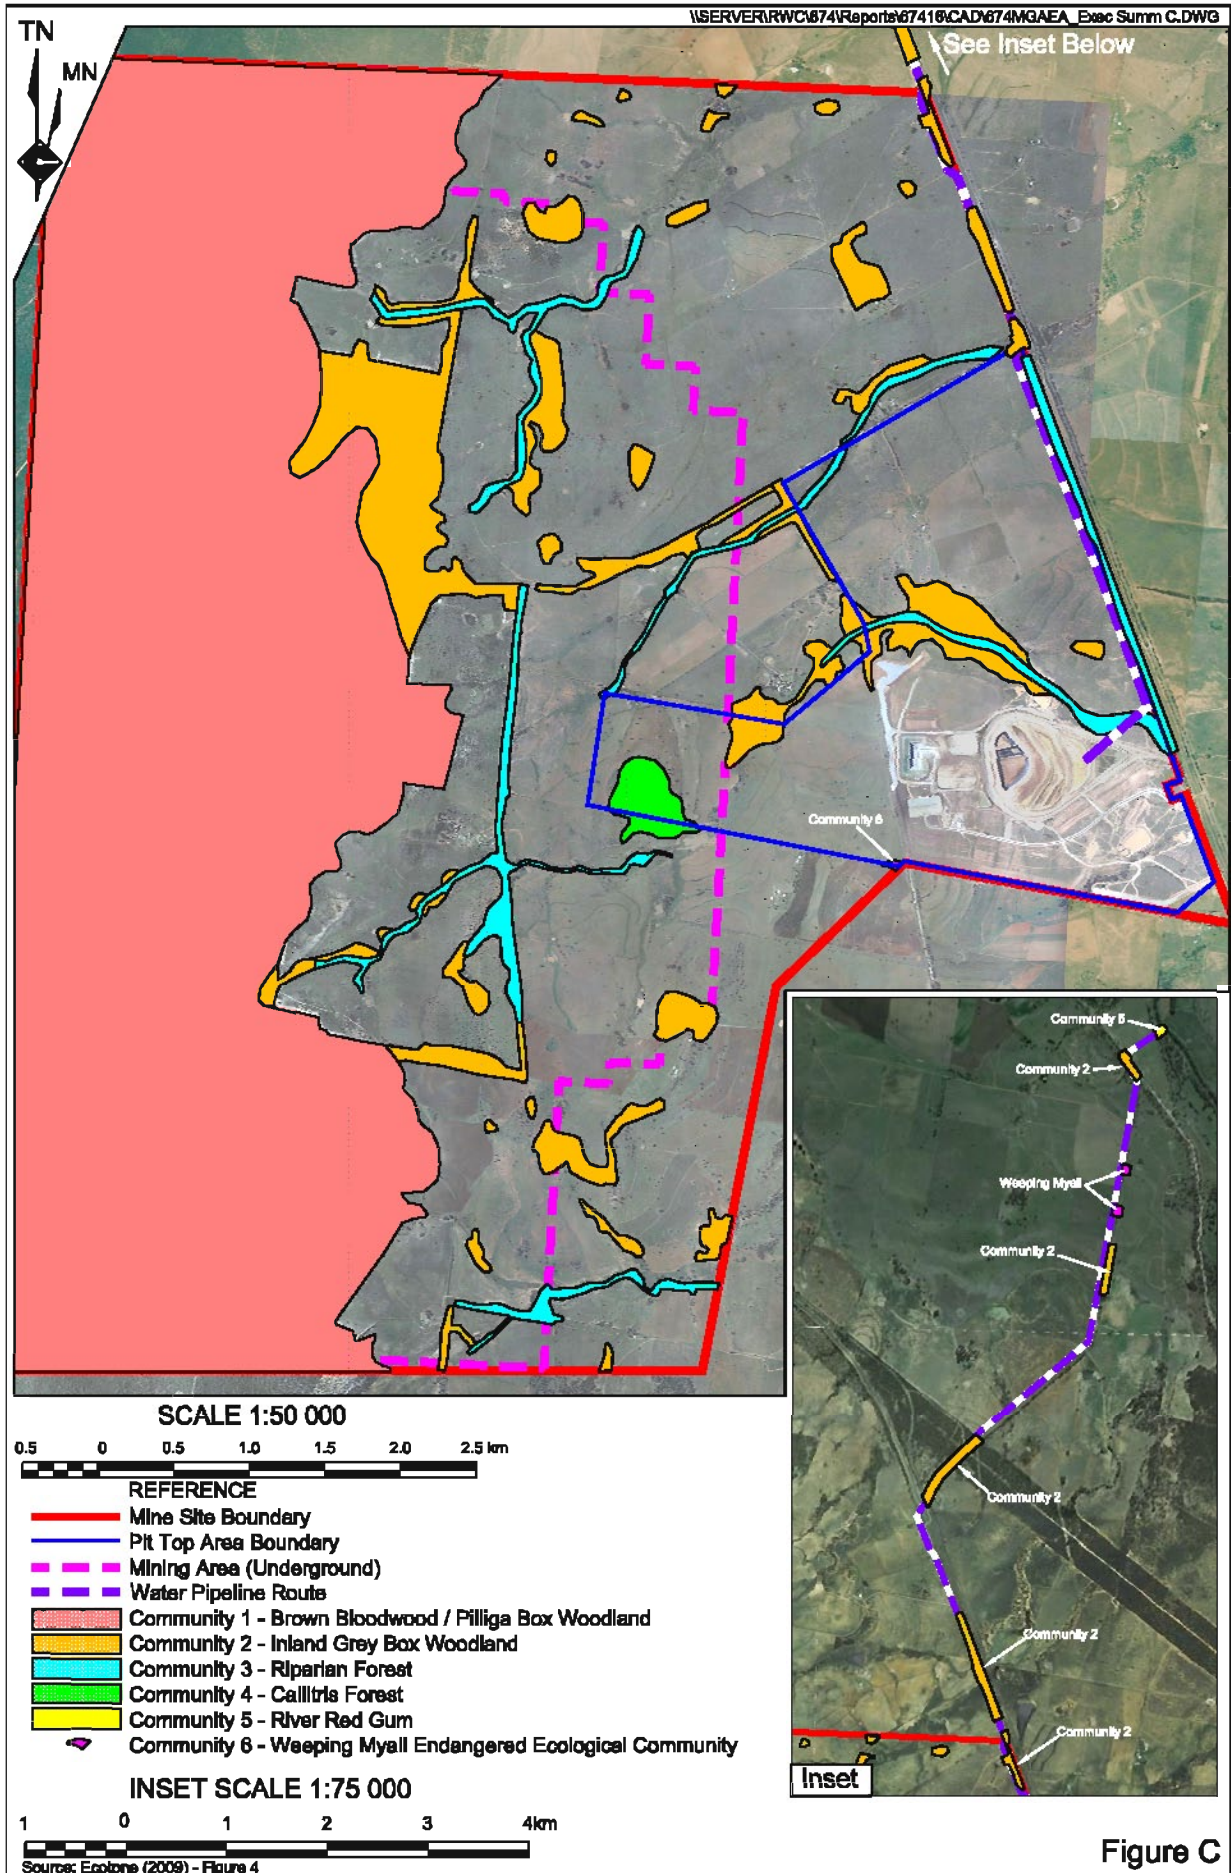 \\SERVER\RWC\674\Reports\67416\CAD\674MGAEA_Exec Summ C.DWG
TN
MN
See Inset Below
Community 6
Community 5
Community 2
Weeping Myall
Community 2
Community 2
Community 2
Community 2
Inset
SCALE 1:50 000
0.5 0 0.5 1.0 1.5 2.0 2.5 km
REFERENCE
Mine Site Boundary
Pit Top Area Boundary
Mining Area (Underground)
Water Pipeline Route
Community 1 - Brown Bloodwood / Pilliga Box Woodland
Community 2 - Inland Grey Box Woodland
Community 3 - Riparian Forest
Community 4 - Callitris Forest
Community 5 - River Red Gum
Community 6 - Weeping Myall Endangered Ecological Community
INSET SCALE 1:75 000
1 0 1 2 3 4km
Source: Ecotone (2009) - Figure 4
Figure C